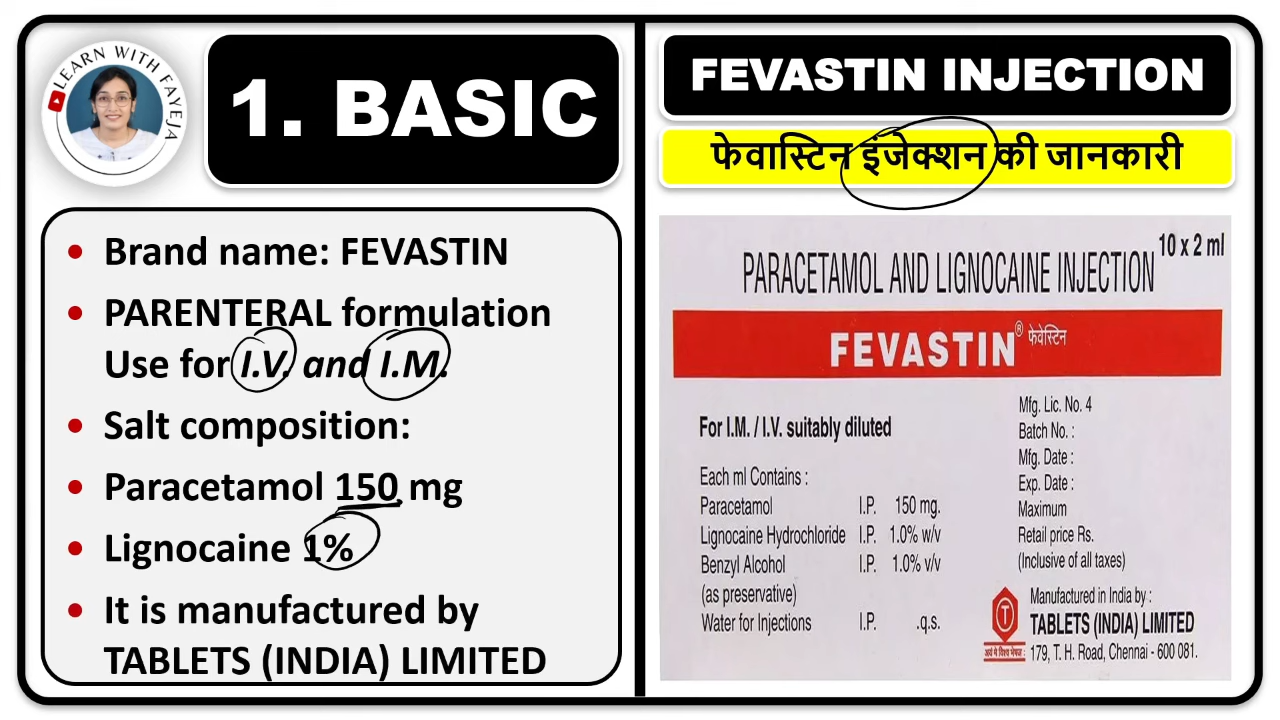 LEARN WITH FAYEJA
1. BASIC
• Brand name: FEVASTIN
• PARENTERAL formulation
Use for I.V. and I.M.
• Salt composition:
• Paracetamol 150 mg
• Lignocaine 1%
• It is manufactured by
TABLETS (INDIA) LIMITED
FEVASTIN INJECTION
फेवास्टिन इंजेक्शन की जानकारी
10 x 2 ml
PARACETAMOL AND LIGNOCAINE INJECTION
FEVASTIN® फेवेस्टिन
For I.M. / I.V. suitably diluted
Each ml Contains :
Paracetamol I.P. 150 mg.
Lignocaine Hydrochloride I.P. 1.0% w/v
Benzyl Alcohol I.P. 1.0% v/v
(as preservative)
Water for Injections I.P. .q.s.
Mfg. Lic. No. 4
Batch No. :
Mfg. Date :
Exp. Date :
Maximum
Retail price Rs.
(Inclusive of all taxes)
Manufactured in India by :
TABLETS (INDIA) LIMITED
179, T. H. Road, Chennai - 600 081.